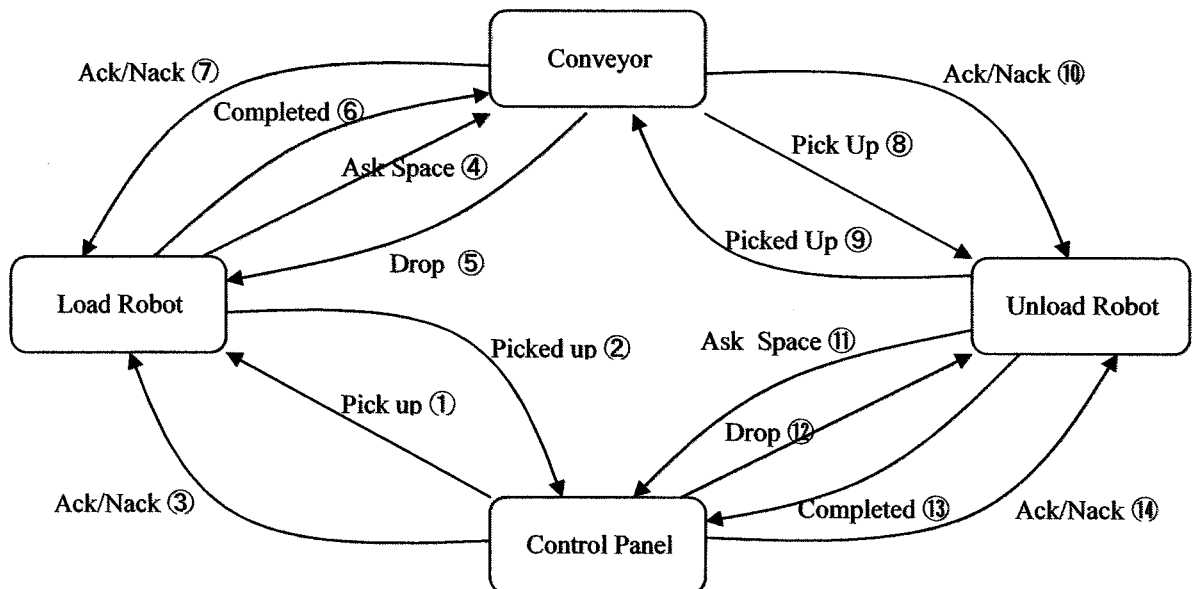 Conveyor
Ack/Nack ⑦
Ack/Nack ⑩
Completed ⑥
Pick Up ⑧
Ask Space ④
Picked Up ⑨
Drop ⑤
Load Robot
Unload Robot
Picked up ②
Ask Space ⑪
Pick up ①
Drop ⑫
Ack/Nack ③
Completed ⑬
Ack/Nack ⑭
Control Panel